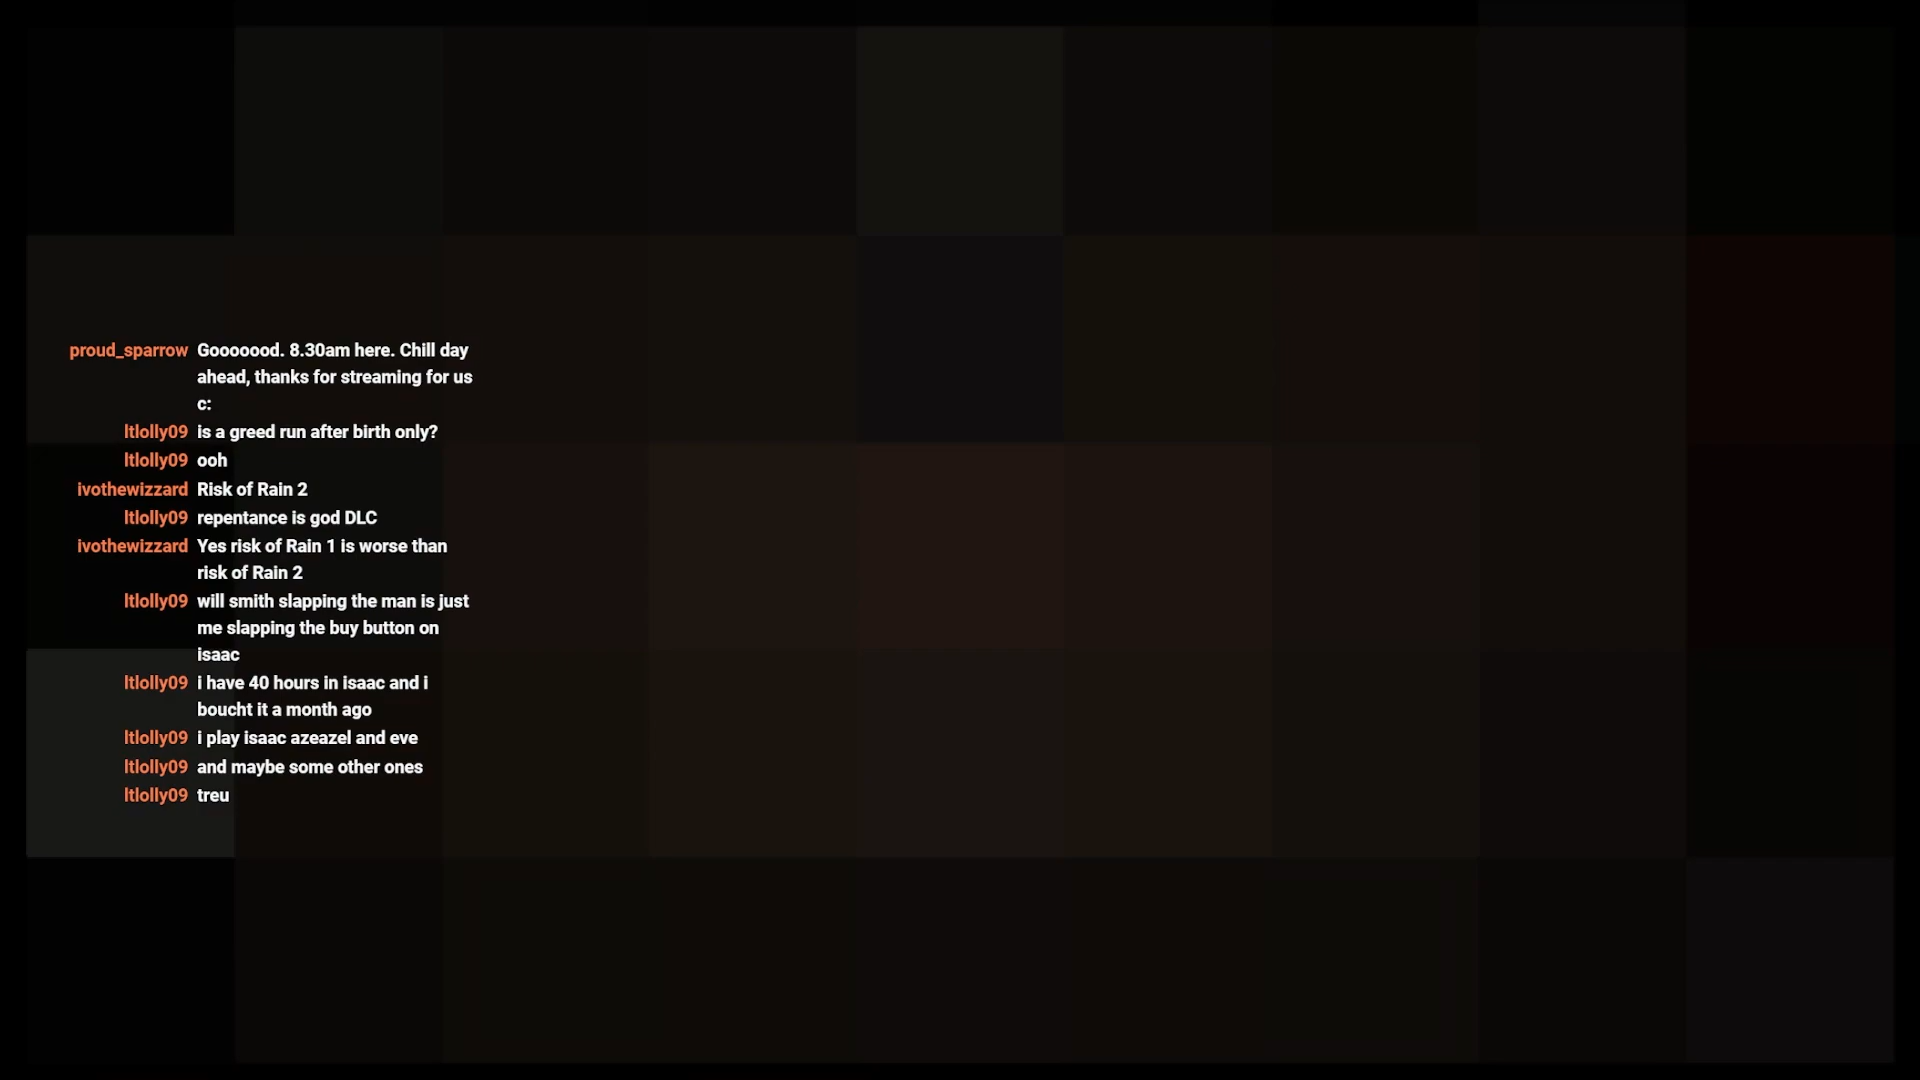 proud_sparrow Gooooood. 8.30am here. Chill day
ahead, thanks for streaming for us
c:
ltlolly09 is a greed run after birth only?
ltlolly09 ooh
ivothewizzard Risk of Rain 2
ltlolly09 repentance is god DLC
ivothewizzard Yes risk of Rain 1 is worse than
risk of Rain 2
ltlolly09 will smith slapping the man is just
me slapping the buy button on
isaac
ltlolly09 i have 40 hours in isaac and i
boucht it a month ago
ltlolly09 i play isaac azeazel and eve
ltlolly09 and maybe some other ones
ltlolly09 treu